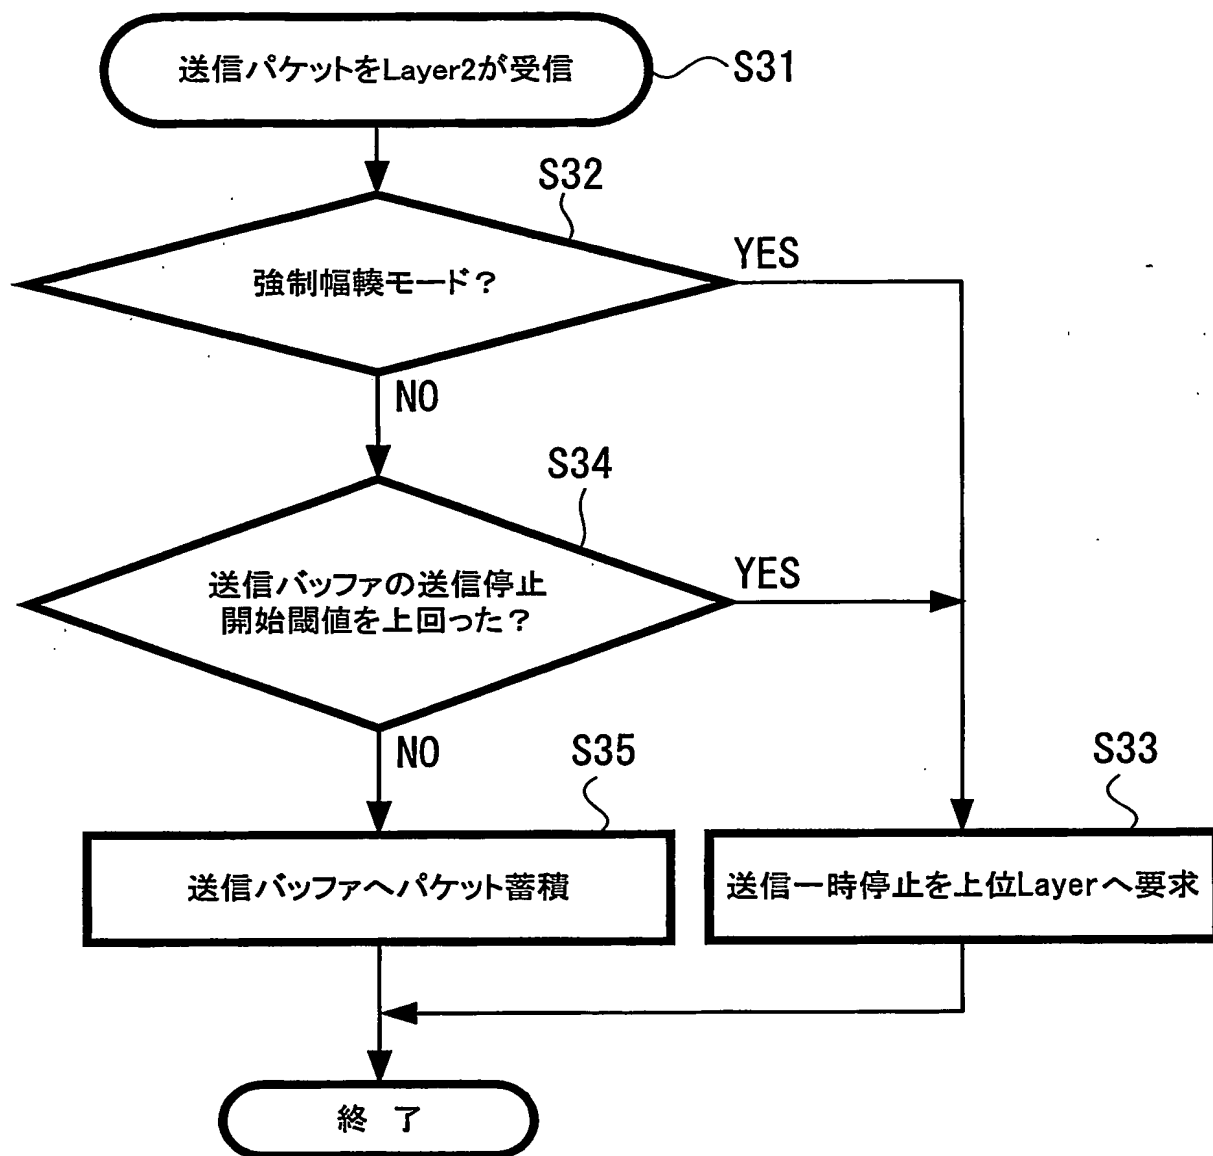 送信パケットをLayer2が受信
S31
S32
強制幅輳モード?
YES
NO
S34
送信バッファの送信停止
開始閾値を上回った?
YES
NO
S35
S33
送信バッファへパケット蓄積
送信一時停止を上位Layerへ要求
終 了